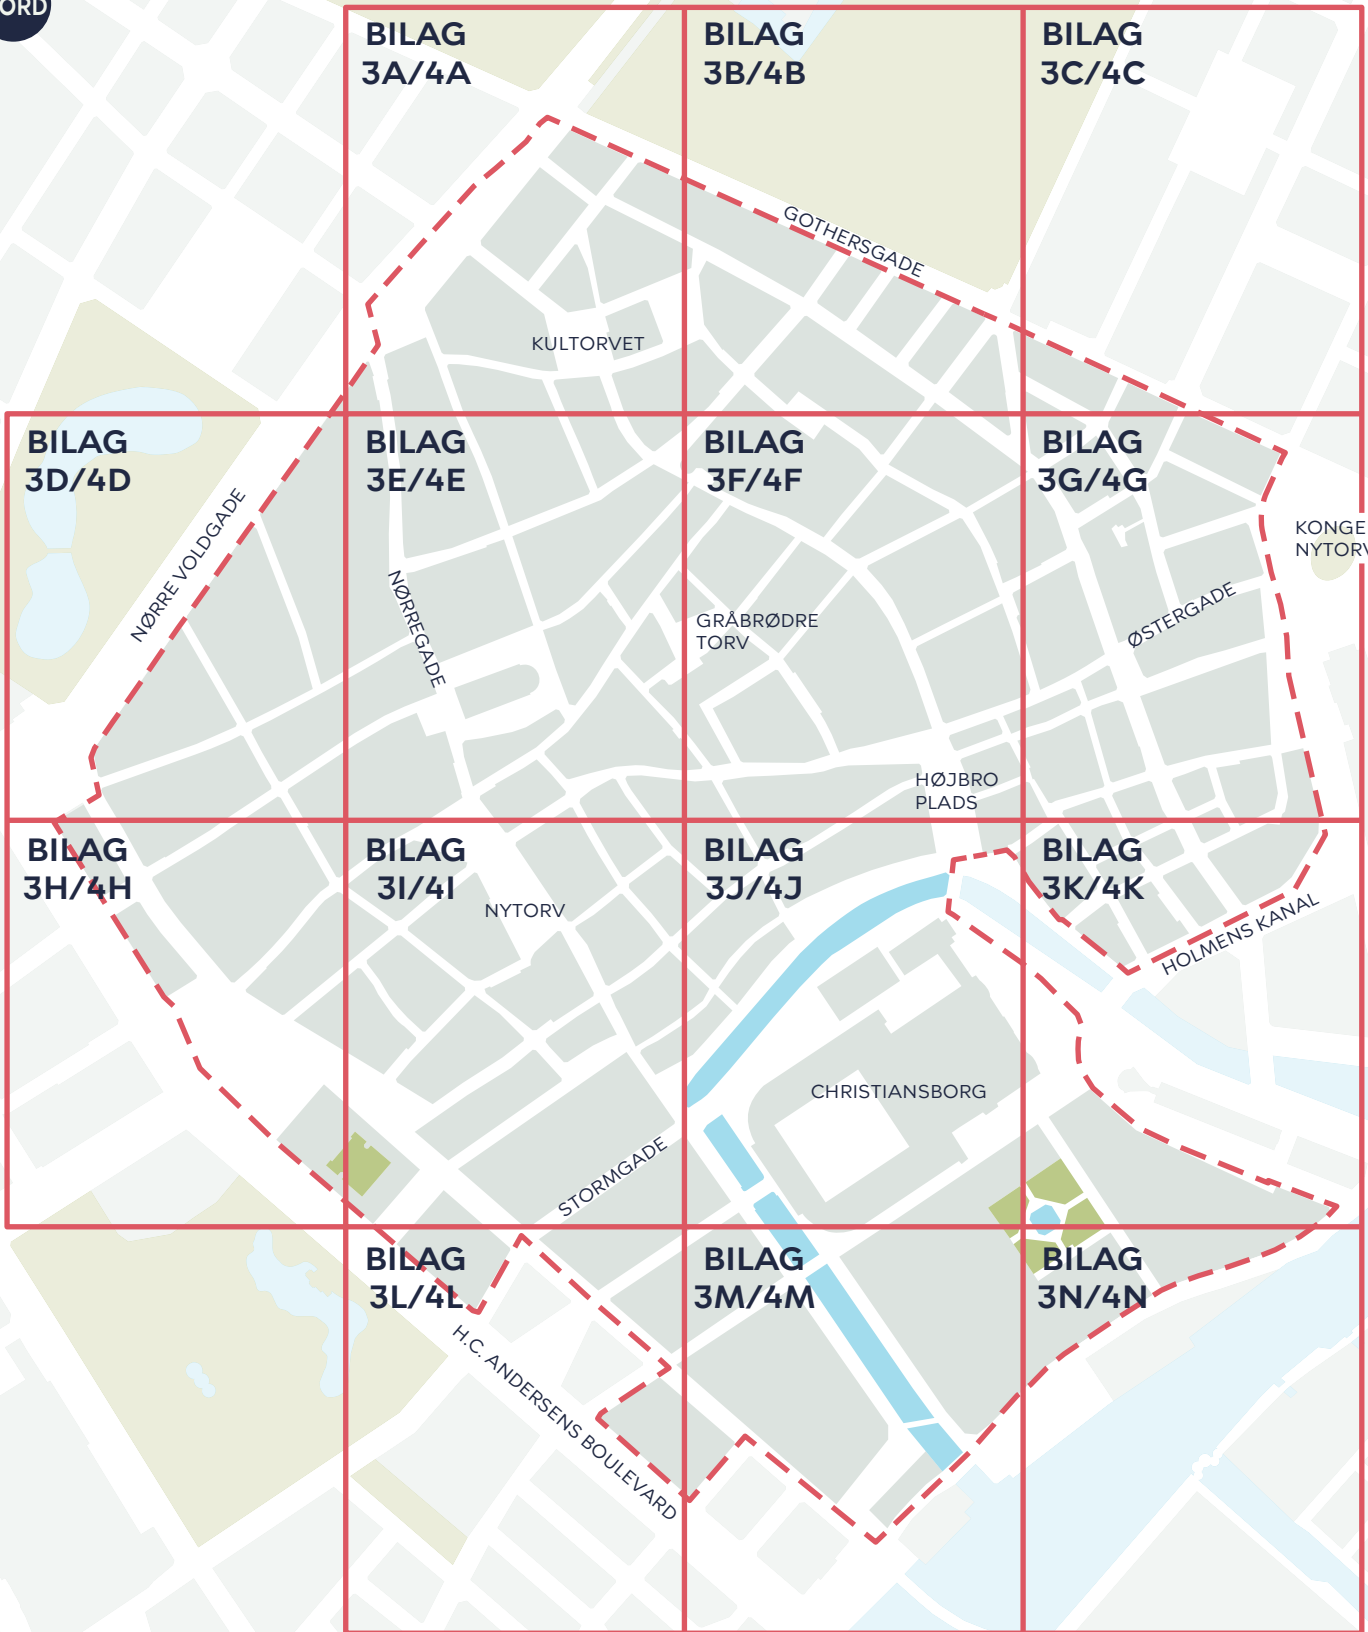 ORD
BILAG
3A/4A
BILAG
3B/4B
BILAG
3C/4C
GOTHERSGADE
KULTORVET
BILAG
3D/4D
BILAG
3E/4E
BILAG
3F/4F
BILAG
3G/4G
NØRRE VOLDGADE
NØRREGADE
GRÅBRØDRE
TORV
ØSTERGADE
KONGE
NYTORV
HØJBRO
PLADS
BILAG
3H/4H
BILAG
3I/4I
BILAG
3J/4J
BILAG
3K/4K
NYTORV
HOLMENS KANAL
CHRISTIANSBORG
STORMGADE
BILAG
3L/4L
BILAG
3M/4M
BILAG
3N/4N
H.C. ANDERSENS BOULEVARD